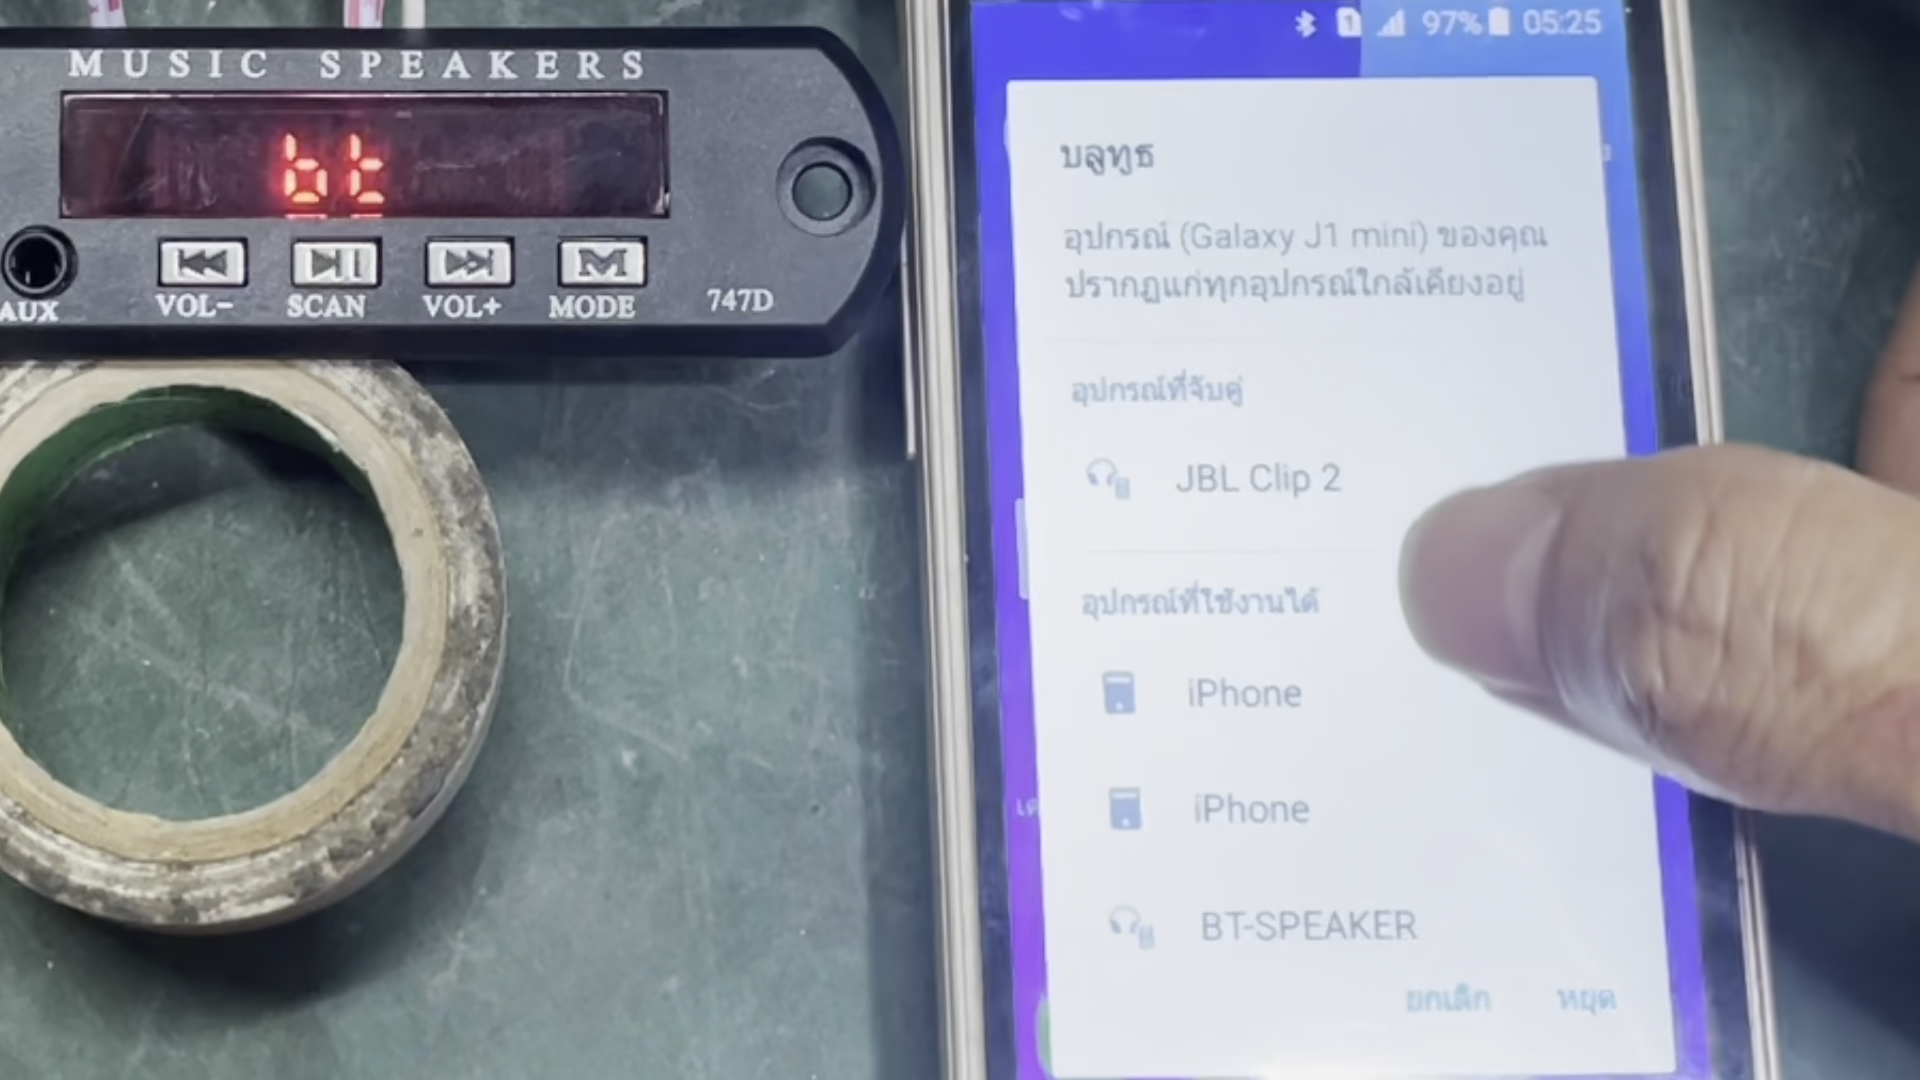 MUSIC SPEAKERS
bt
AUX
VOL-
SCAN
VOL+
MODE
747D
97%
05:25
บลูทูธ
อุปกรณ์ (Galaxy J1 mini) ของคุณ
ปรากฏแก่ทุกอุปกรณ์ใกล้เคียงอยู่
อุปกรณ์ที่จับคู่
JBL Clip 2
อุปกรณ์ที่ใช้งานได้
iPhone
iPhone
BT-SPEAKER
ยกเลิก
หยุด